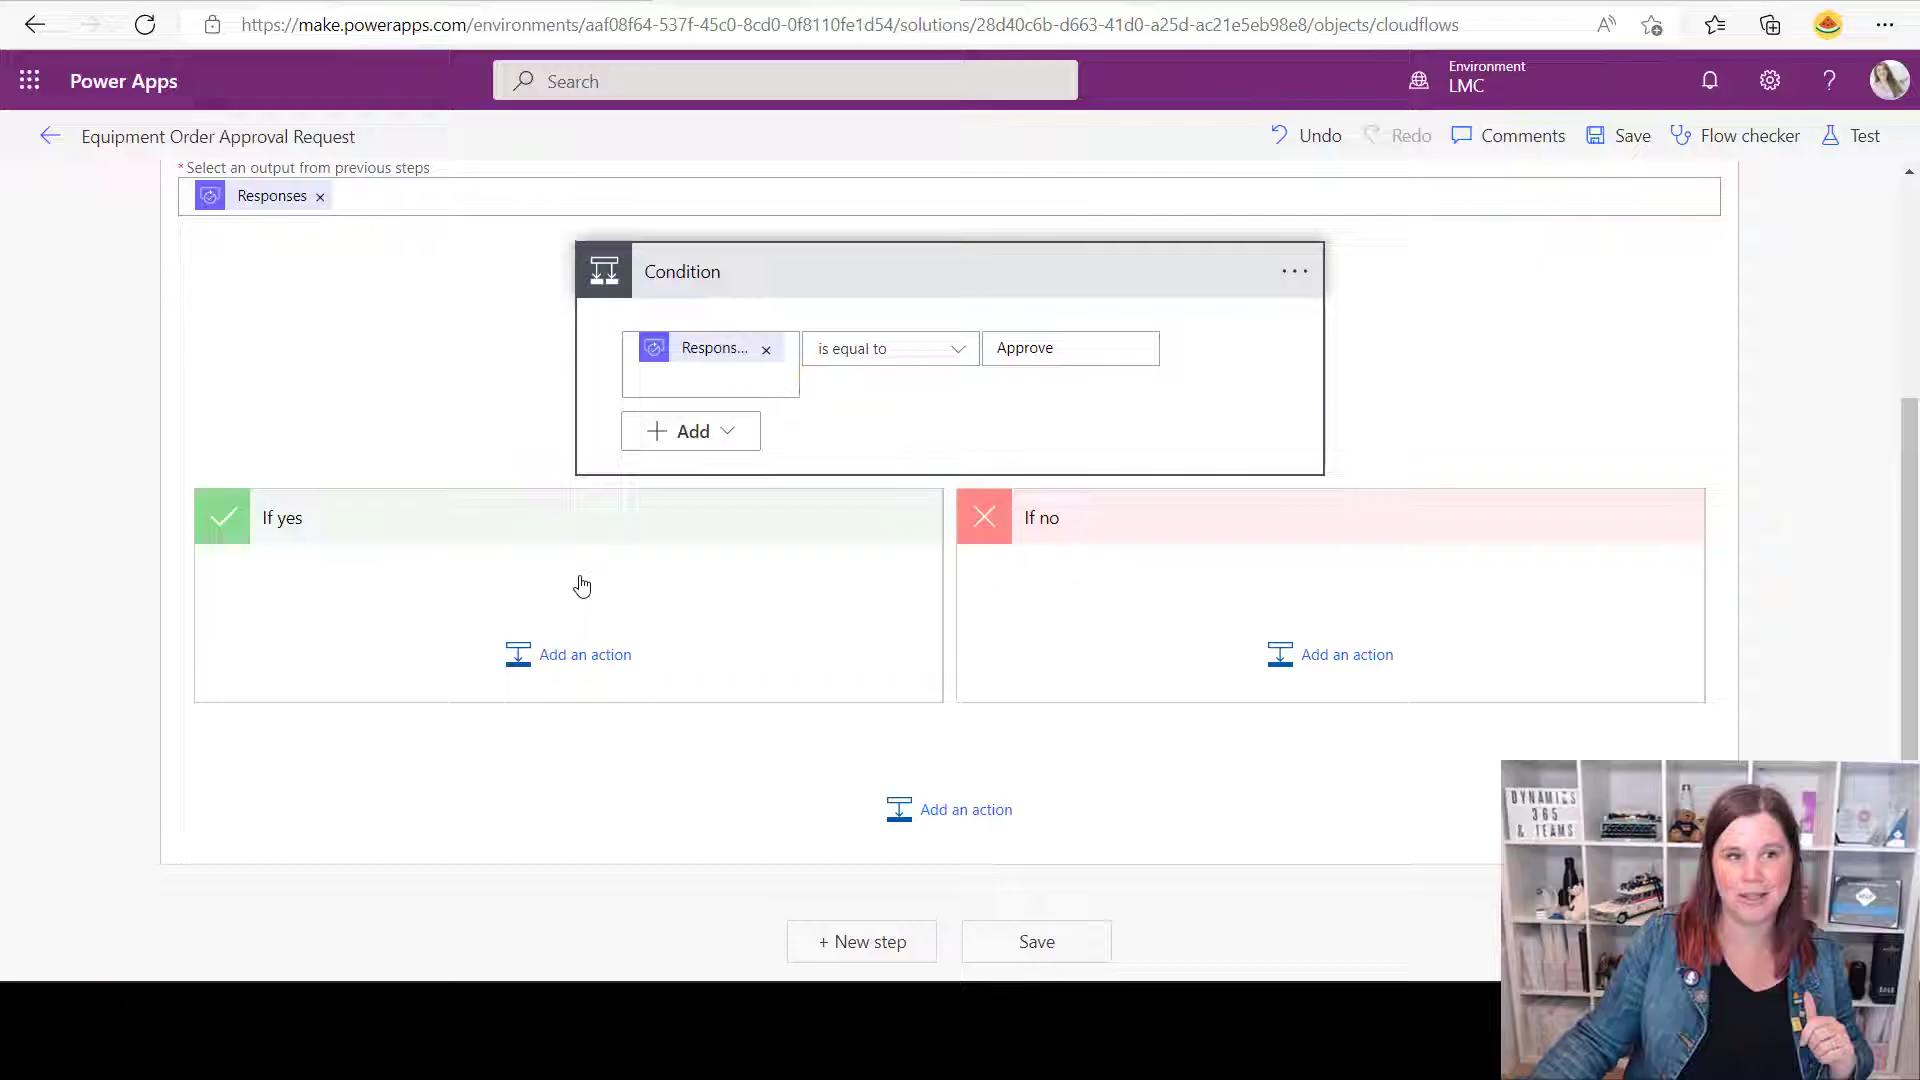 https://make.powerapps.com/environments/aaf08f64-537f-45c0-8cd0-0f8110fe1d54/solutions/28d40c6b-d663-41d0-a25d-ac21e5eb98e8/objects/cloudflows
Power Apps
Search
Environment
LMC
Equipment Order Approval Request
Undo
Redo
Comments
Save
Flow checker
Test
* Select an output from previous steps
Responses ×
Condition
Respons... ×
is equal to
Approve
+ Add
If yes
If no
Add an action
Add an action
Add an action
DYNAMICS
365
& TEAMS
+ New step
Save